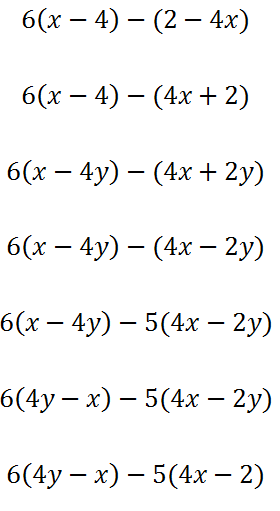 6(x − 4) − (2 − 4x)
6(x − 4) − (4x + 2)
6(x − 4y) − (4x + 2y)
6(x − 4y) − (4x − 2y)
6(x − 4y) − 5(4x − 2y)
6(4y − x) − 5(4x − 2y)
6(4y − x) − 5(4x − 2)